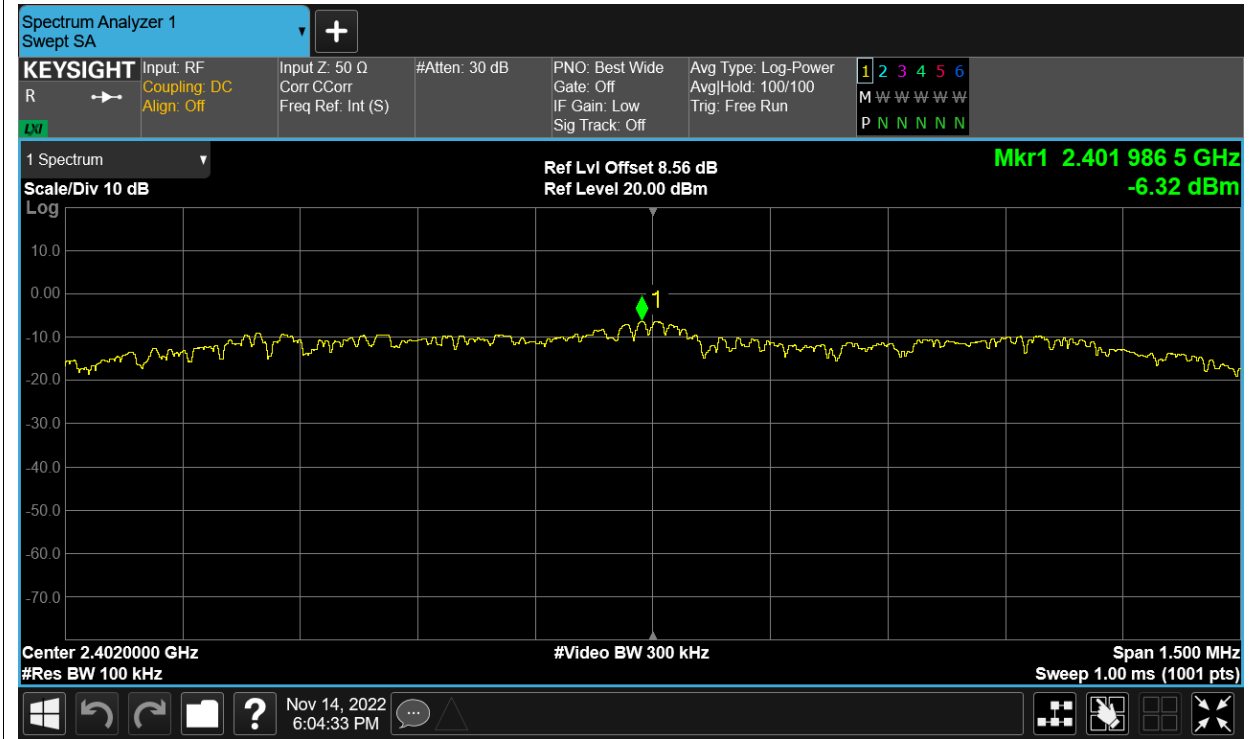 Spectrum Analyzer 1
Swept SA
KEYSIGHT
R
LXI
Input: RF
Coupling: DC
Align: Off
Input Z: 50 Ω
Corr CCorr
Freq Ref: Int (S)
#Atten: 30 dB
PNO: Best Wide
Gate: Off
IF Gain: Low
Sig Track: Off
Avg Type: Log-Power
Avg|Hold: 100/100
Trig: Free Run
1 2 3 4 5 6
M W W W W W
P N N N N N
1 Spectrum
Scale/Div 10 dB
Log
Ref Lvl Offset 8.56 dB
Ref Level 20.00 dBm
Mkr1 2.401 986 5 GHz
-6.32 dBm
10.0
0.00
1
-10.0
-20.0
-30.0
-40.0
-50.0
-60.0
-70.0
Center 2.4020000 GHz
#Video BW 300 kHz
Span 1.500 MHz
#Res BW 100 kHz
Sweep 1.00 ms (1001 pts)
?
Nov 14, 2022
6:04:33 PM